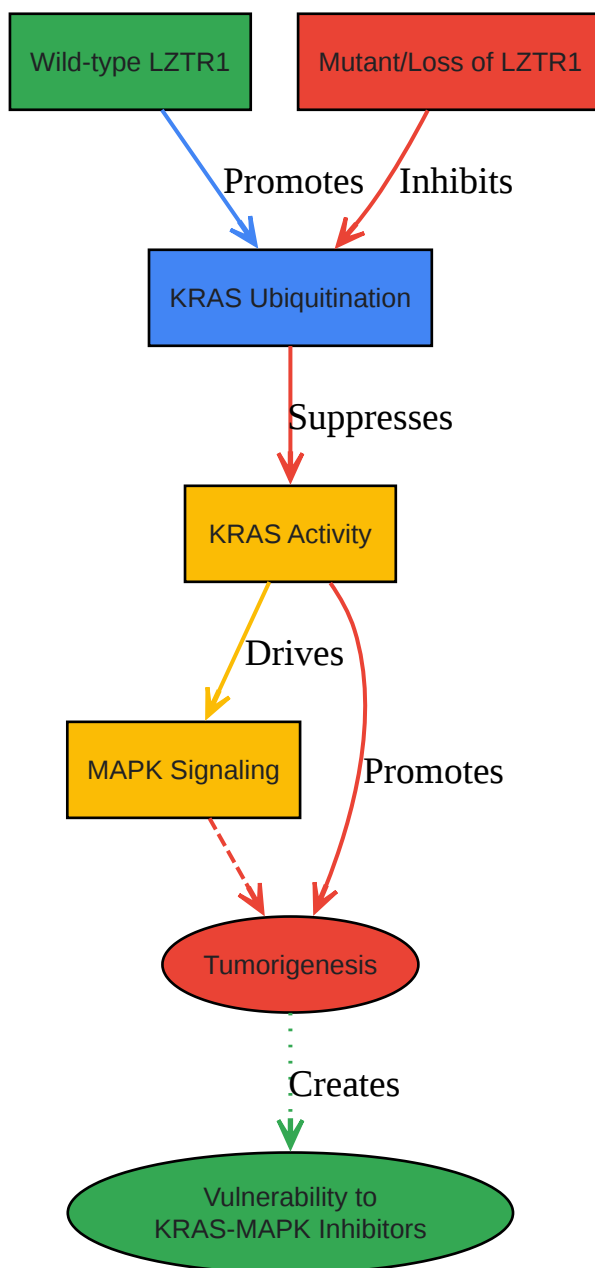 Wild-type LZTR1
Mutant/Loss of LZTR1
Promotes
Inhibits
KRAS Ubiquitination
Suppresses
KRAS Activity
Drives
MAPK Signaling
Promotes
Tumorigenesis
Creates
Vulnerability to
KRAS-MAPK Inhibitors